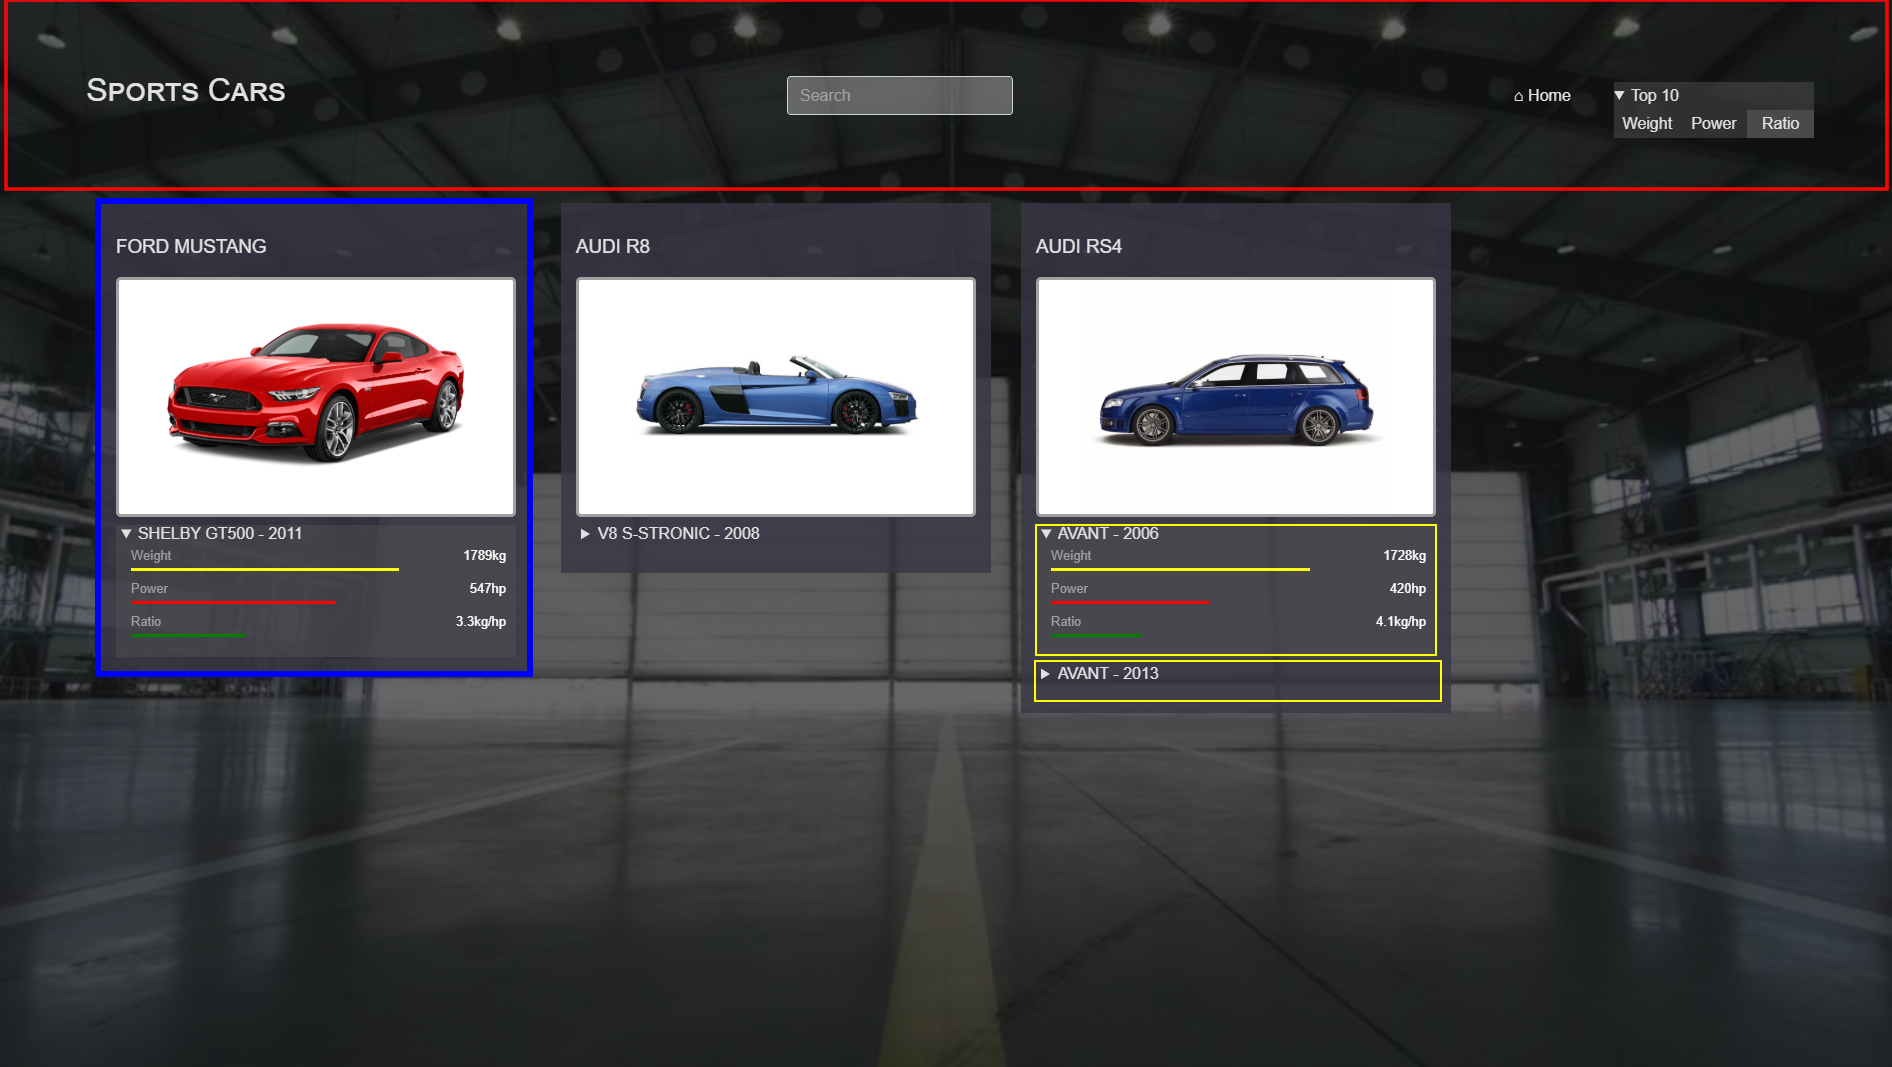 Sports Cars
Search
⌂ Home
▼ Top 10
Weight Power Ratio
FORD MUSTANG
▼ SHELBY GT500 - 2011
Weight 1789kg
Power 547hp
Ratio 3.3kg/hp
AUDI R8
▶ V8 S-STRONIC - 2008
AUDI RS4
▼ AVANT - 2006
Weight 1728kg
Power 420hp
Ratio 4.1kg/hp
▶ AVANT - 2013